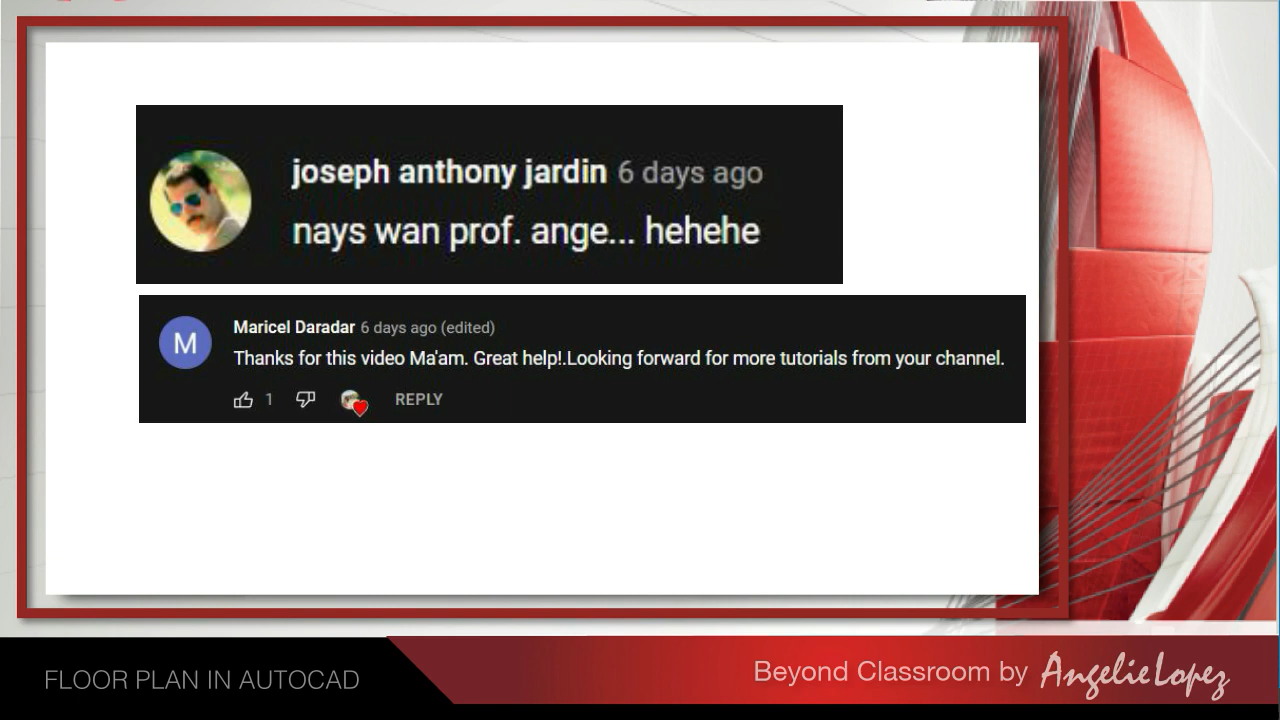 joseph anthony jardin 6 days ago
nays wan prof. ange... hehehe
M
Maricel Daradar 6 days ago (edited)
Thanks for this video Ma'am. Great help!.Looking forward for more tutorials from your channel.
1 REPLY
FLOOR PLAN IN AUTOCAD
Beyond Classroom by AngelieLopez